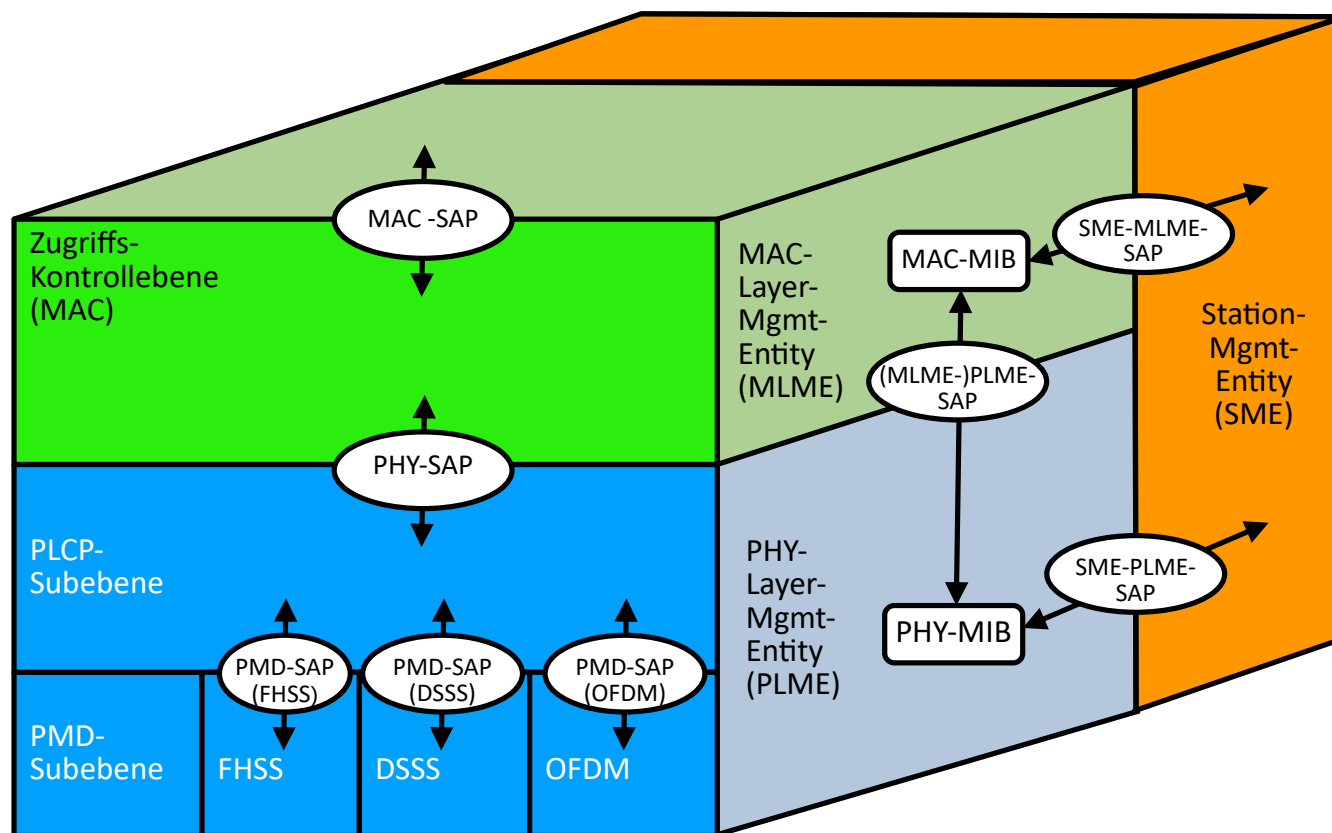 MAC -SAP
Zugriffs-
Kontrollebene
(MAC)
PHY-SAP
PLCP-
Subebene
PMD-SAP
(FHSS)
PMD-SAP
(DSSS)
PMD-SAP
(OFDM)
PMD-
Subebene
FHSS
DSSS
OFDM
MAC-
Layer-
Mgmt-
Entity
(MLME)
MAC-MIB
SME-MLME-
SAP
(MLME-)PLME-
SAP
Station-
Mgmt-
Entity
(SME)
PHY-
Layer-
Mgmt-
Entity
(PLME)
PHY-MIB
SME-PLME-
SAP